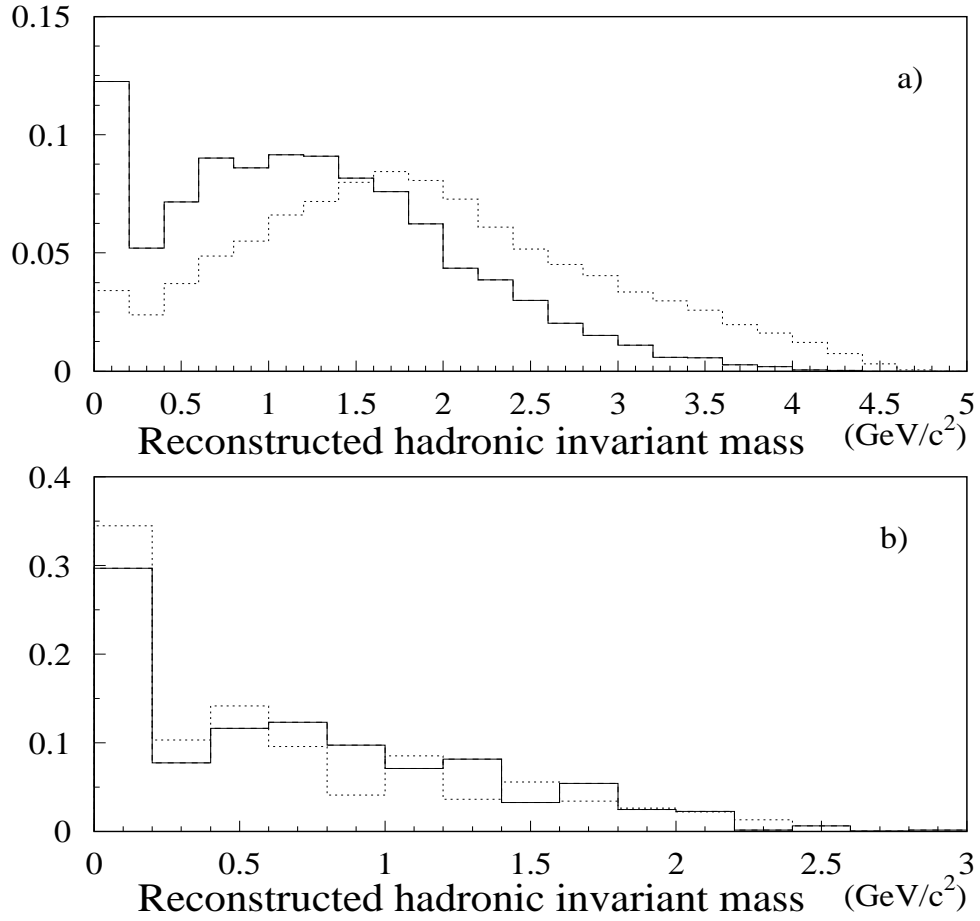 0.15
a)
0.1
0.05
0
0 0.5 1 1.5 2 2.5 3 3.5 4 4.5 5
Reconstructed hadronic invariant mass (GeV/c²)
0.4
b)
0.3
0.2
0.1
0
0 0.5 1 1.5 2 2.5 3
Reconstructed hadronic invariant mass (GeV/c²)